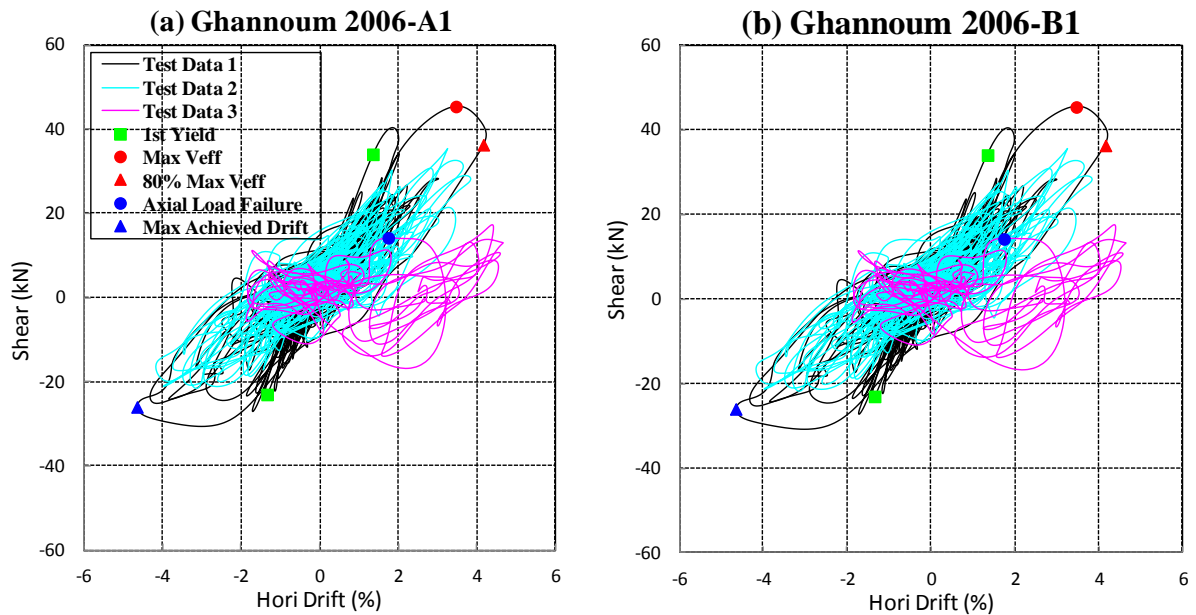 (a) Ghannoum 2006-A1
60
40
20
0
-20
-40
-60
Shear (kN)
Test Data 1
Test Data 2
Test Data 3
1st Yield
Max Veff
80% Max Veff
Axial Load Failure
Max Achieved Drift
-6 -4 -2 0 2 4 6
Hori Drift (%)
(b) Ghannoum 2006-B1
60
40
20
0
-20
-40
-60
Shear (kN)
-6 -4 -2 0 2 4 6
Hori Drift (%)